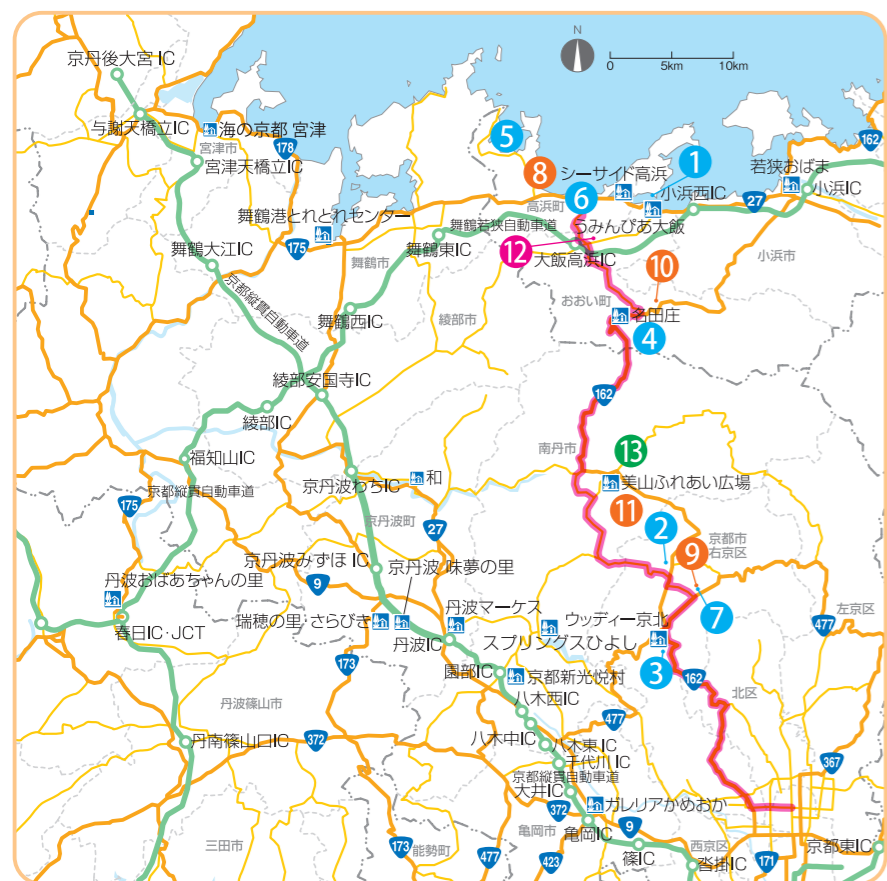 N
0 5km 10km
京丹後大宮IC
与謝天橋立IC
海の京都 宮津
宮津市
宮津天橋立IC
178
162
5
8
シーサイド高浜
1
若狭おばま
小浜IC
小浜西IC
27
6
高浜町
舞鶴港とれとれセンター
175
舞鶴若狭自動車道
うみんぴあ大飯
12
大飯高浜IC
舞鶴東IC
舞鶴市
舞鶴大江IC
小浜市
10
おおい町
京都縦貫自動車道
舞鶴西IC
綾部市
名田庄
4
綾部安国寺IC
162
綾部IC
福知山IC
南丹市
13
京都縦貫自動車道
175
京丹波わちIC
和
美山ふれあい広場
11
京丹波町
27
2
京都市
右京区
9
京丹波みずほIC
京丹波 味夢の里
9
丹波おばあちゃんの里
瑞穂の里・さらびき
丹波マーケス
ウッディー京北
7
左京区
477
春日IC・JCT
丹波IC
スプリングスひよし
3
173
園部IC
京都新光悦村
162
北区
丹波篠山市
八木西IC
477
372
丹南篠山口IC
八木中IC
八木東IC
千代川IC
367
京都縦貫自動車道
大井IC
372
ガレリアかめおか
三田市
173
能勢町
亀岡市
亀岡IC
9
477
423
篠IC
西京区
沓掛IC
171
京都東IC